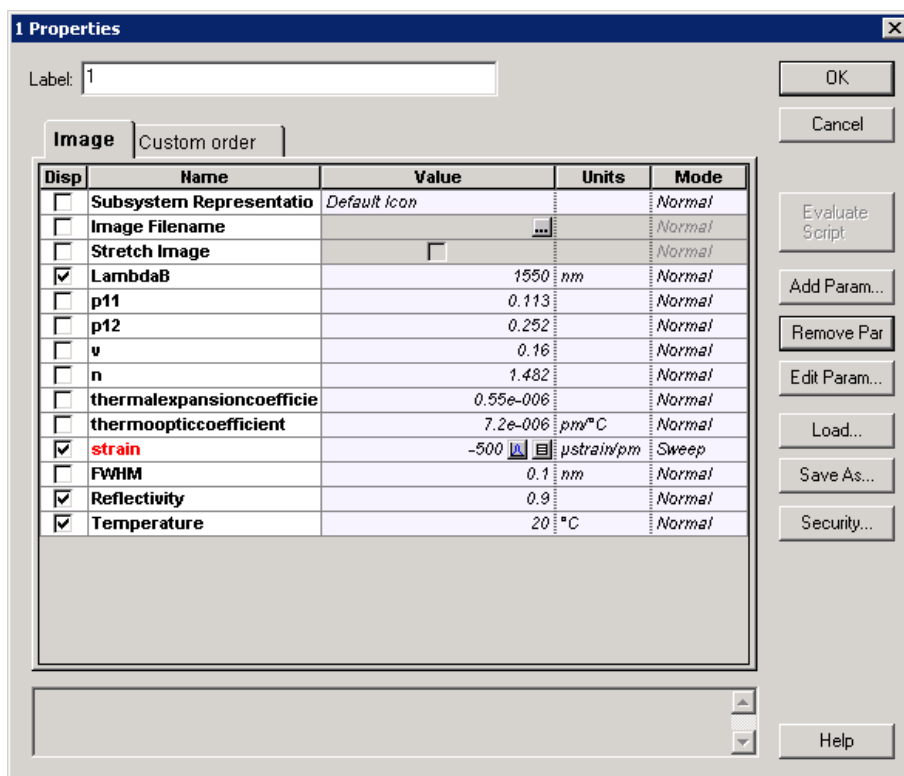 1 Properties
Label: 1
OK
Cancel
Image Custom order
Disp Name Value Units Mode
Subsystem Representatio Default Icon Normal
Image Filename ... Normal
Stretch Image Normal
LambdaB 1550 nm Normal
p11 0.113 Normal
p12 0.252 Normal
v 0.16 Normal
n 1.482 Normal
thermalexpansioncoefficie 0.55e-006 Normal
thermoopticcoefficient 7.2e-006 pm/°C Normal
strain -500 µstrain/pm Sweep
FWHM 0.1 nm Normal
Reflectivity 0.9 Normal
Temperature 20 °C Normal
Evaluate
Script
Add Param...
Remove Par
Edit Param...
Load...
Save As...
Security...
Help